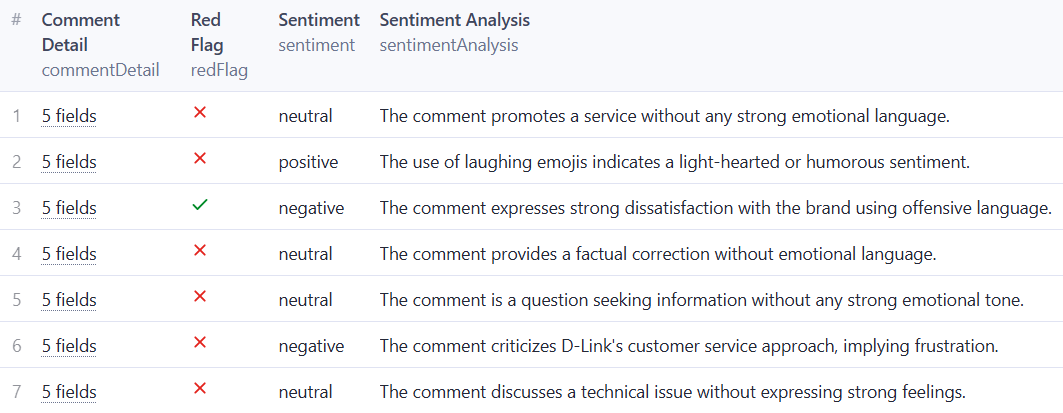 # Comment Detail commentDetail Red Flag redFlag Sentiment sentiment Sentiment Analysis sentimentAnalysis
1 5 fields neutral The comment promotes a service without any strong emotional language.
2 5 fields positive The use of laughing emojis indicates a light-hearted or humorous sentiment.
3 5 fields negative The comment expresses strong dissatisfaction with the brand using offensive language.
4 5 fields neutral The comment provides a factual correction without emotional language.
5 5 fields neutral The comment is a question seeking information without any strong emotional tone.
6 5 fields negative The comment criticizes D-Link's customer service approach, implying frustration.
7 5 fields neutral The comment discusses a technical issue without expressing strong feelings.